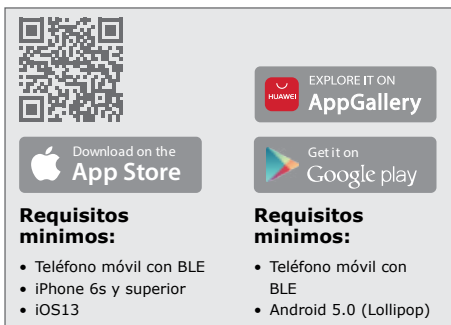 EXPLORE IT ON
AppGallery
HUAWEI
Download on the
App Store
Get it on
Google play
Requisitos
minimos:
• Teléfono móvil con BLE
• iPhone 6s y superior
• iOS13
Requisitos
minimos:
• Teléfono móvil con
BLE
• Android 5.0 (Lollipop)